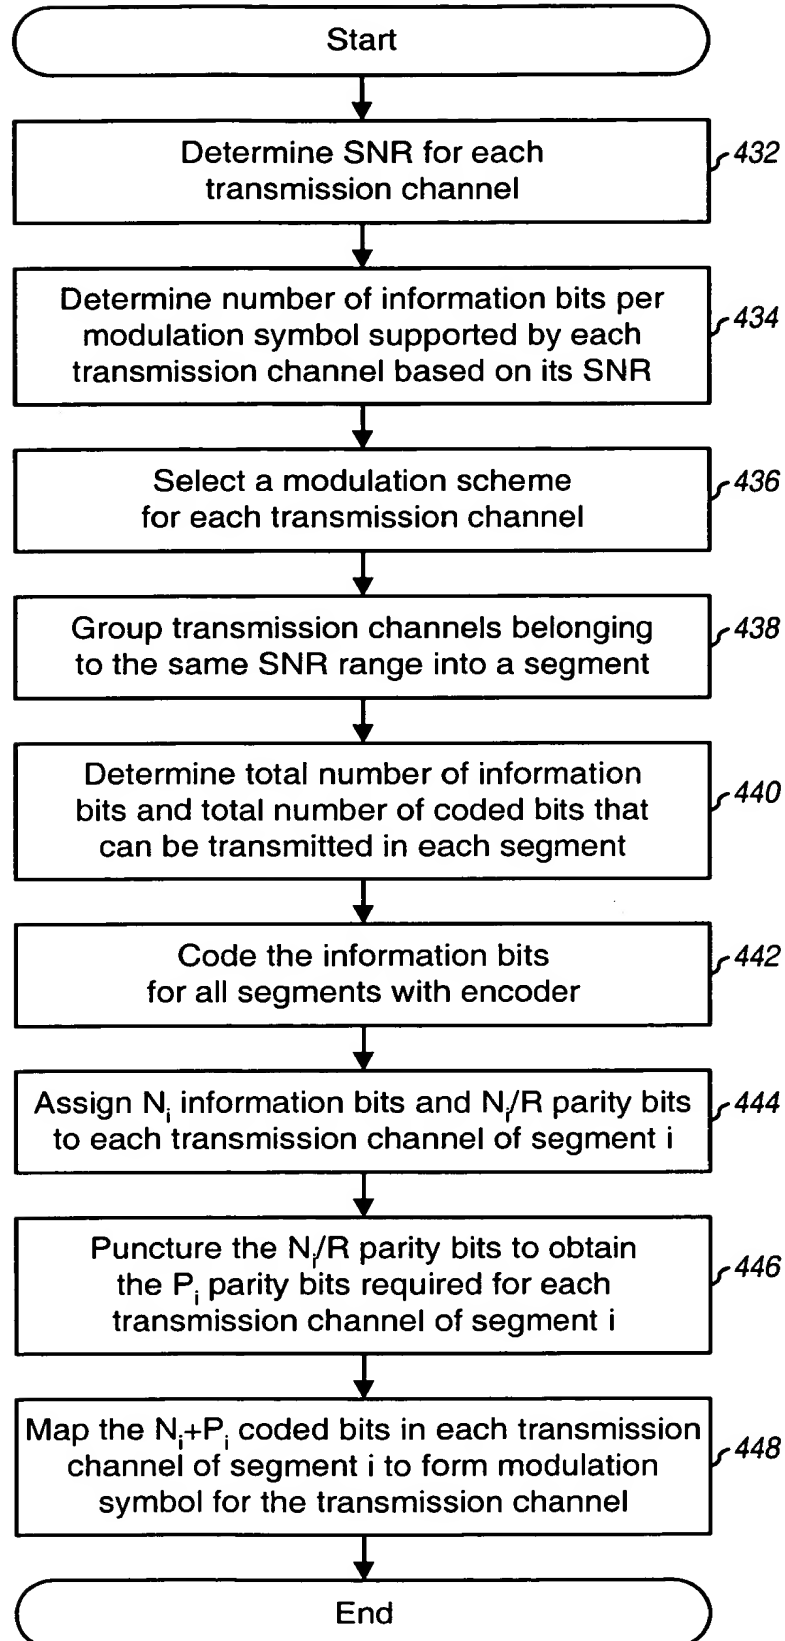 Start
Determine SNR for each
transmission channel
432
Determine number of information bits per
modulation symbol supported by each
transmission channel based on its SNR
434
Select a modulation scheme
for each transmission channel
436
Group transmission channels belonging
to the same SNR range into a segment
438
Determine total number of information
bits and total number of coded bits that
can be transmitted in each segment
440
Code the information bits
for all segments with encoder
442
Assign Nᵢ information bits and Nᵢ/R parity bits
to each transmission channel of segment i
444
Puncture the Nᵢ/R parity bits to obtain
the Pᵢ parity bits required for each
transmission channel of segment i
446
Map the Nᵢ+Pᵢ coded bits in each transmission
channel of segment i to form modulation
symbol for the transmission channel
448
End